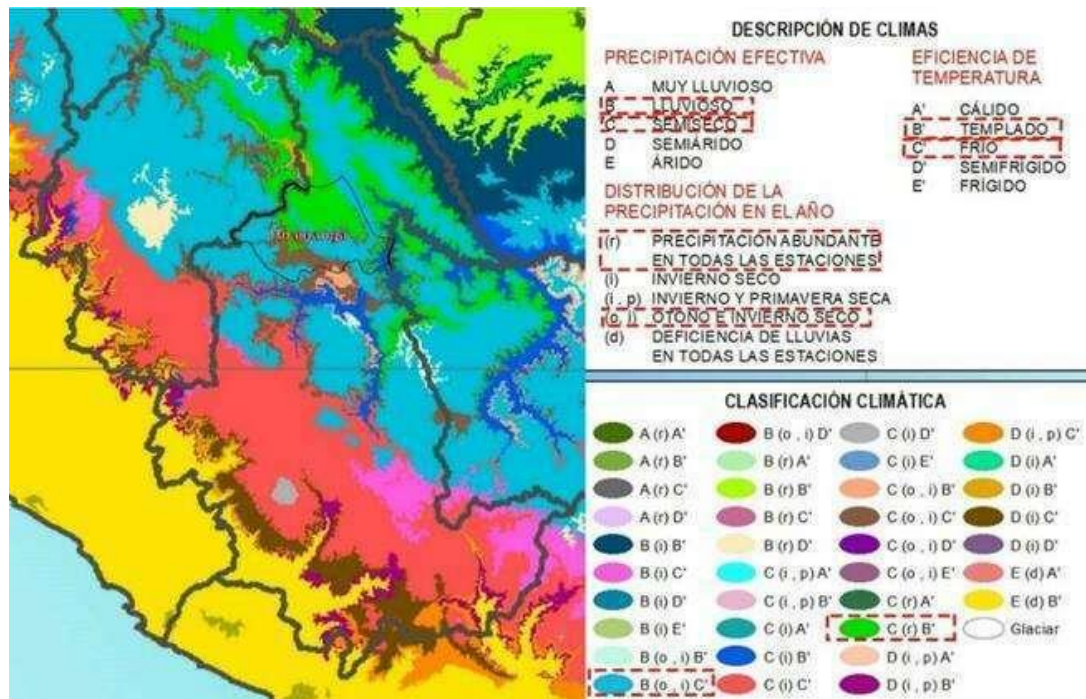 DESCRIPCIÓN DE CLIMAS
PRECIPITACIÓN EFECTIVA
A MUY LLUVIOSO
B LLUVIOSO
C SEMISECO
D SEMIÁRIDO
E ÁRIDO
DISTRIBUCIÓN DE LA
PRECIPITACIÓN EN EL AÑO
(r) PRECIPITACIÓN ABUNDANTE
EN TODAS LAS ESTACIONES
(i) INVIERNO SECO
(i , p) INVIERNO Y PRIMAVERA SECA
(o, i) OTOÑO E INVIERNO SECO
(d) DEFICIENCIA DE LLUVIAS
EN TODAS LAS ESTACIONES
EFICIENCIA DE
TEMPERATURA
A' CÁLIDO
B' TEMPLADO
C' FRÍO
D' SEMIFRÍGIDO
E' FRÍGIDO
CLASIFICACIÓN CLIMÁTICA
A (r) A'
A (r) B'
A (r) C'
A (r) D'
B (i) B'
B (i) C'
B (i) D'
B (i) E'
B (o , i) B'
B (o , i) C'
B (o , i) D'
B (r) A'
B (r) B'
B (r) C'
B (r) D'
C (i , p) A'
C (i , p) B'
C (i) A'
C (i) B'
C (i) C'
C (i) D'
C (i) E'
C (o , i) B'
C (o , i) C'
C (o , i) D'
C (o , i) E'
C (r) A'
C (r) B'
D (i , p) A'
D (i , p) B'
D (i , p) C'
D (i) A'
D (i) B'
D (i) C'
D (i) D'
E (d) A'
E (d) B'
Glaciar